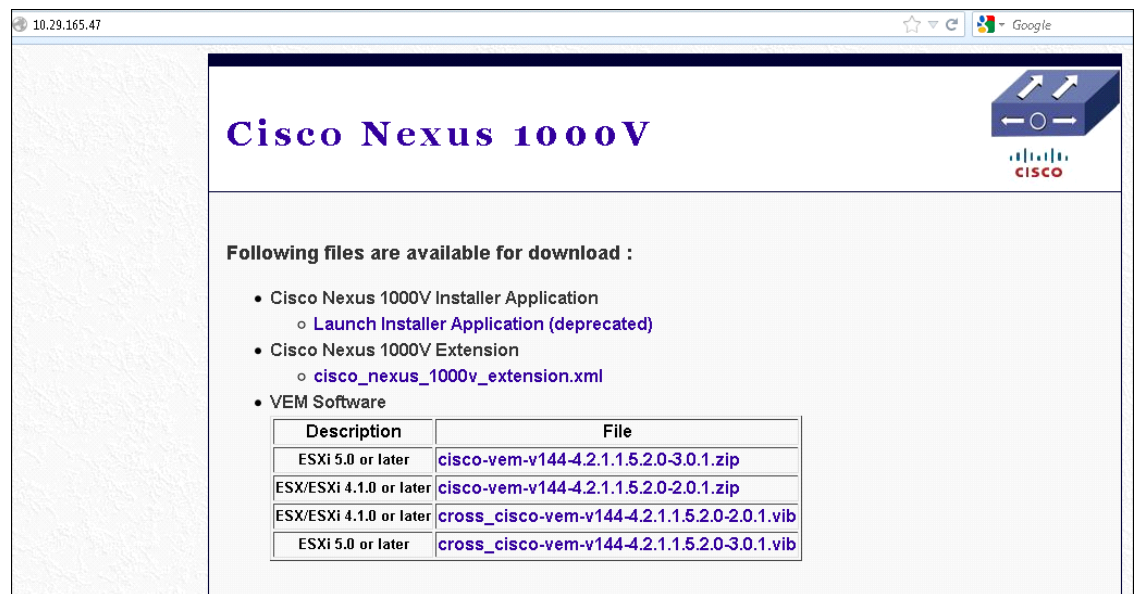 10.29.165.47
Google
Cisco Nexus 1000V
CISCO
Following files are available for download :
Cisco Nexus 1000V Installer Application
Launch Installer Application (deprecated)
Cisco Nexus 1000V Extension
cisco_nexus_1000v_extension.xml
VEM Software
Description File
ESXi 5.0 or later cisco-vem-v144-4.2.1.1.5.2.0-3.0.1.zip
ESX/ESXi 4.1.0 or later cisco-vem-v144-4.2.1.1.5.2.0-2.0.1.zip
ESX/ESXi 4.1.0 or later cross_cisco-vem-v144-4.2.1.1.5.2.0-2.0.1.vib
ESXi 5.0 or later cross_cisco-vem-v144-4.2.1.1.5.2.0-3.0.1.vib